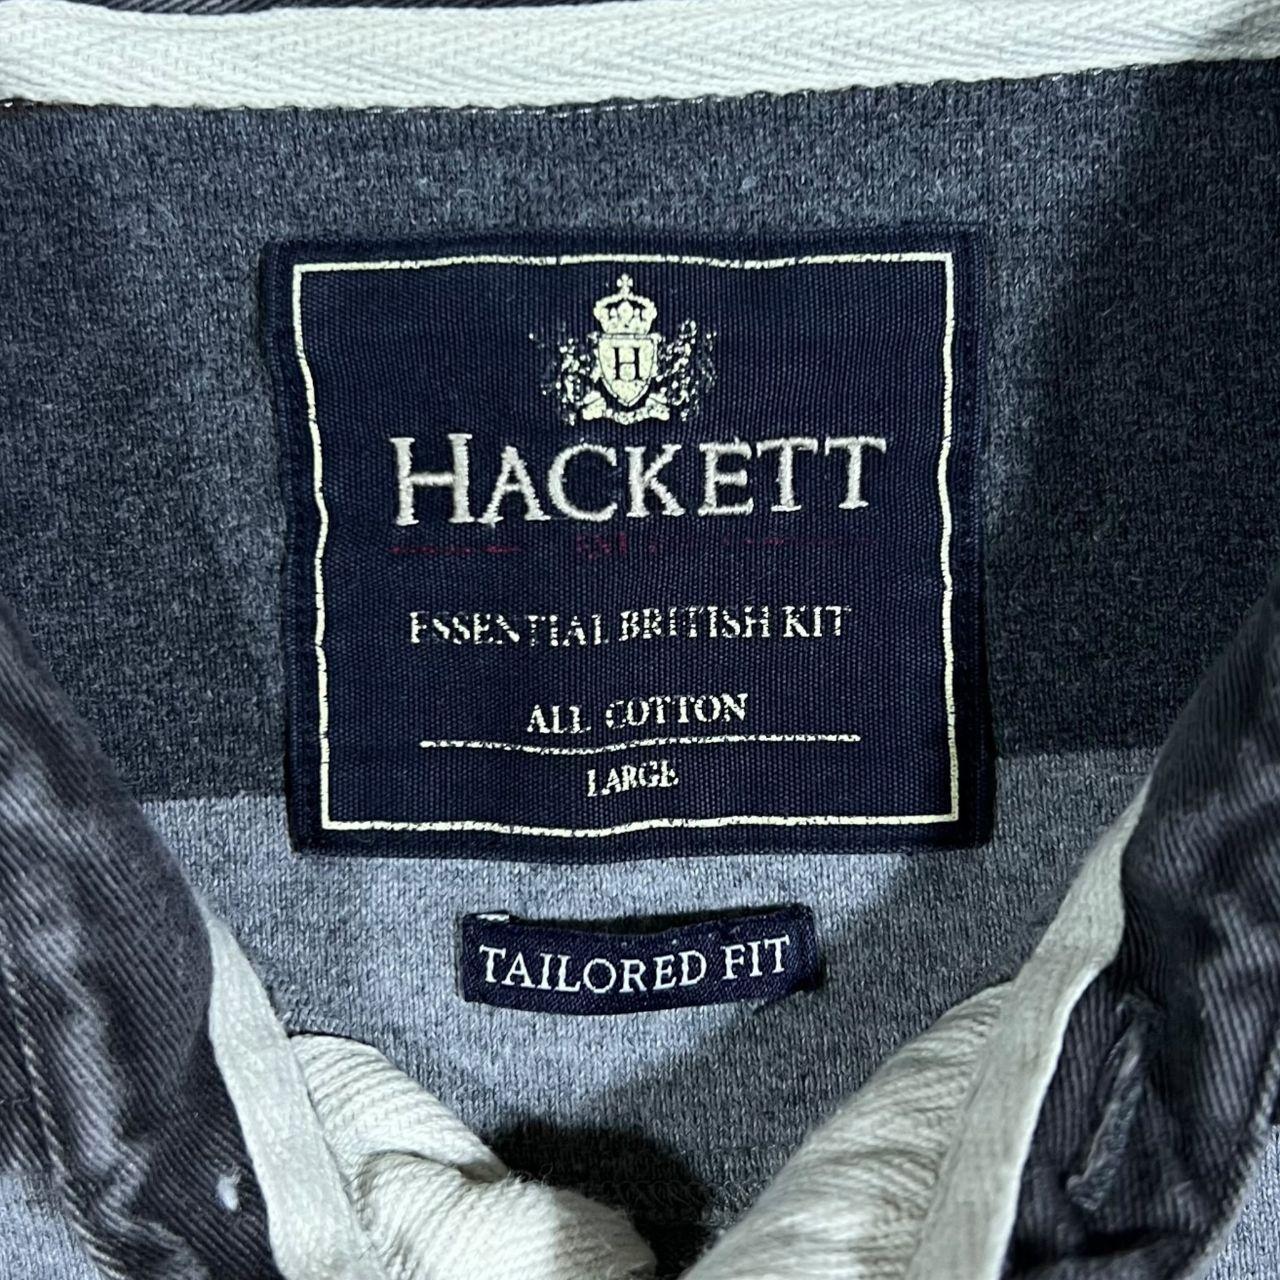 H
HACKETT
ESSENTIAL BRITISH KIT
ALL COTTON
LARGE
TAILORED FIT